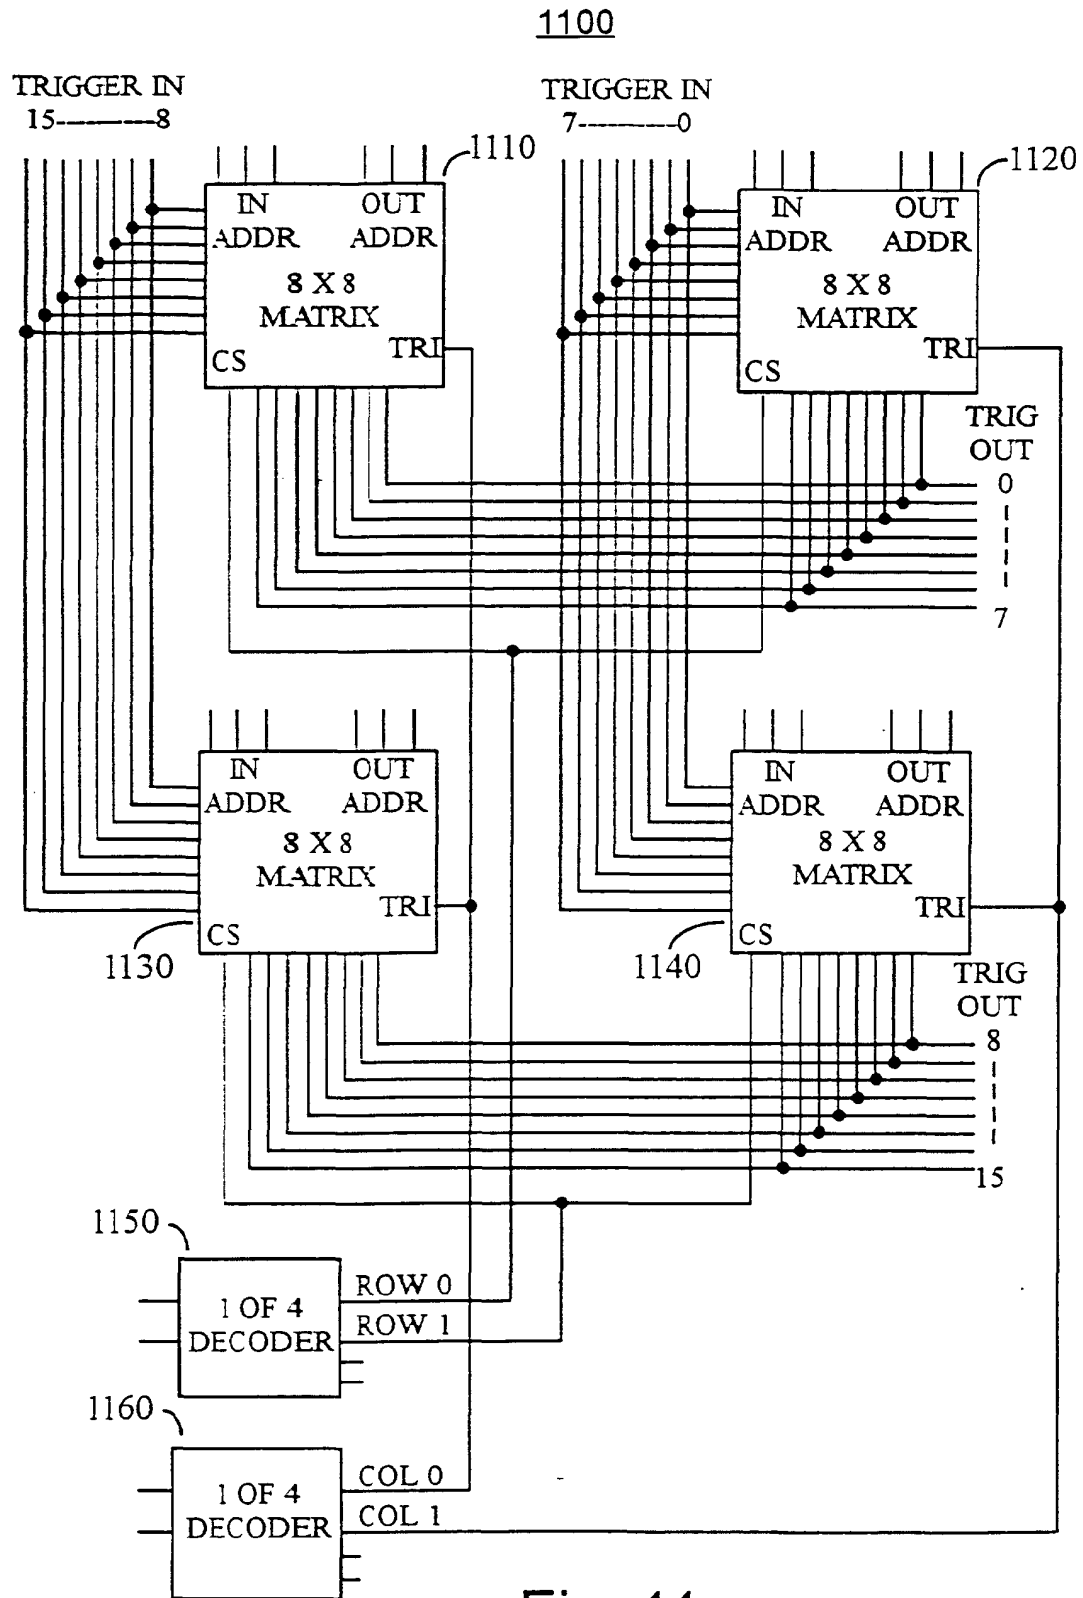 1100
TRIGGER IN
15----------8
TRIGGER IN
7----------0
1110
1120
IN
ADDR
OUT
ADDR
8 X 8
MATRIX
TRI
CS
IN
ADDR
OUT
ADDR
8 X 8
MATRIX
TRI
CS
TRIG
OUT
0
7
IN
ADDR
OUT
ADDR
8 X 8
MATRIX
TRI
CS
1130
IN
ADDR
OUT
ADDR
8 X 8
MATRIX
TRI
CS
1140
TRIG
OUT
8
15
1150
1 OF 4
DECODER
ROW 0
ROW 1
1160
1 OF 4
DECODER
COL 0
COL 1